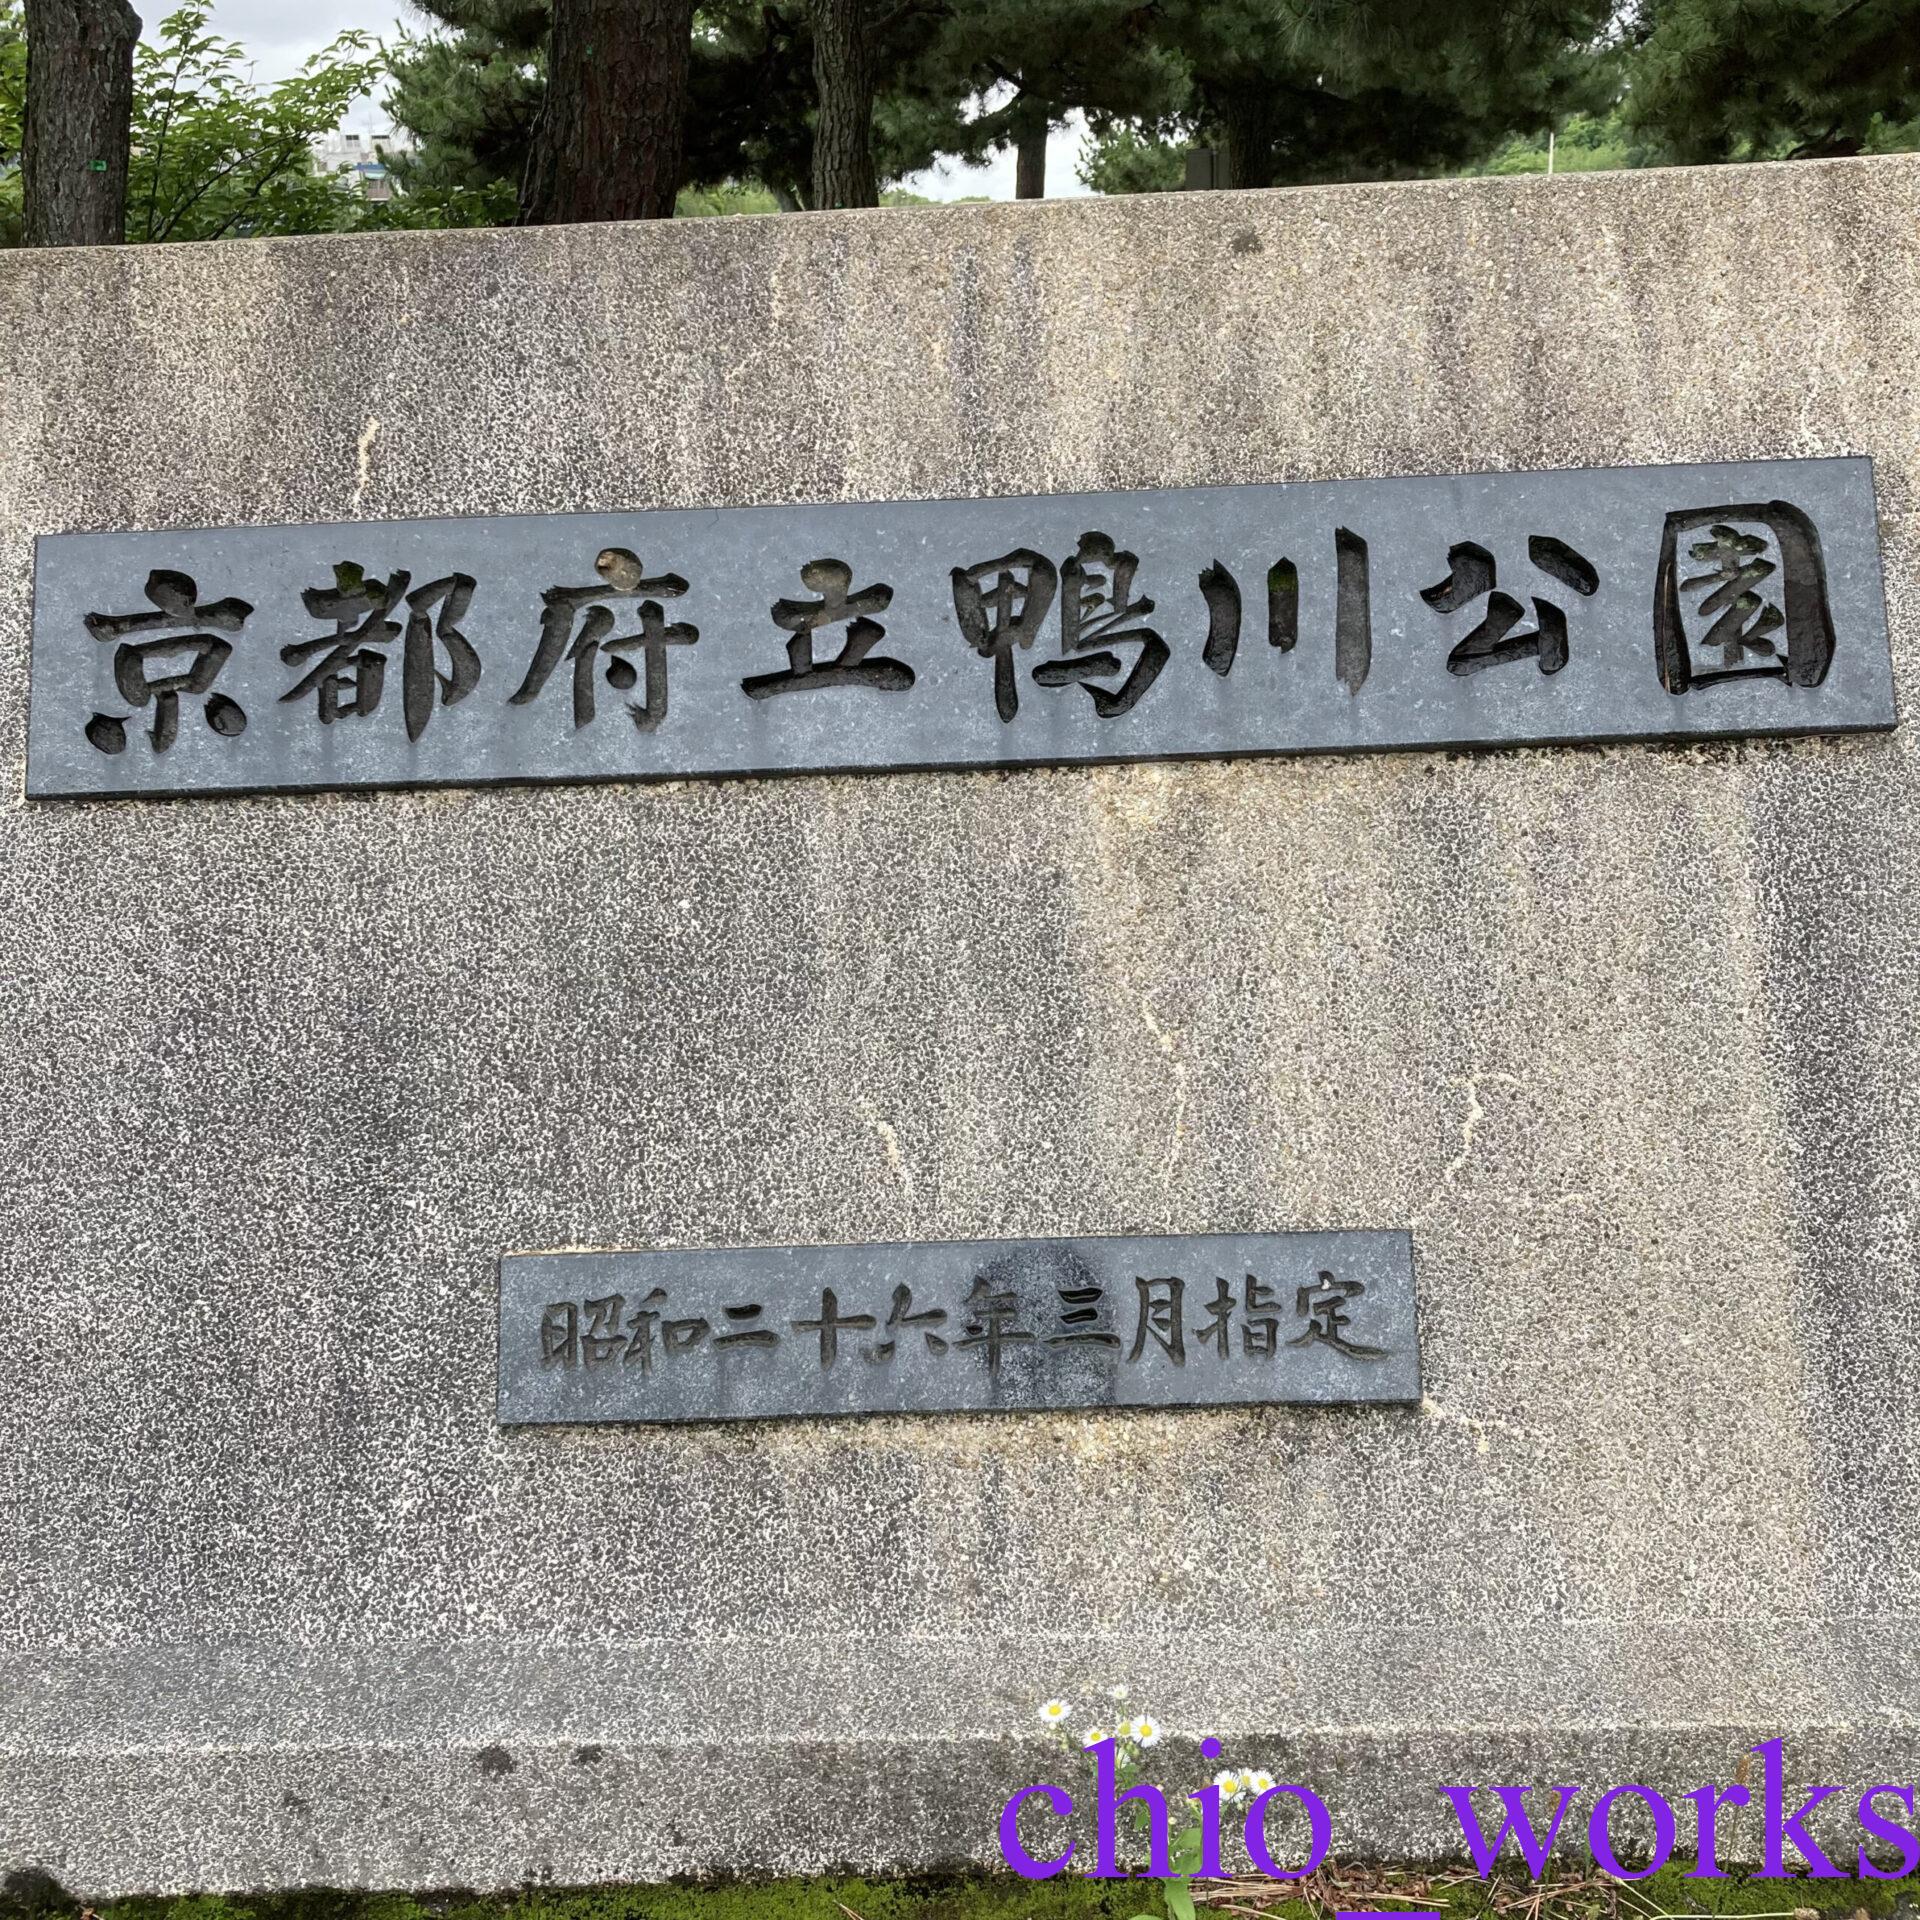 京都府立鴨川公園
昭和二十六年三月指定
chio_works